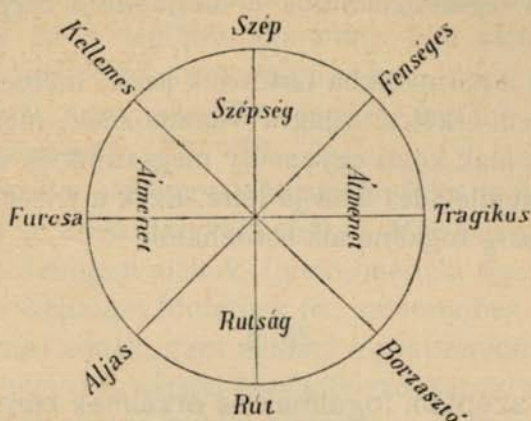 Szép
Kellemes
Fenséges
Szépség
Furcsa
Átmenet
Átmenet
Tragikus
Rutság
Aljas
Borzasztó
Rút